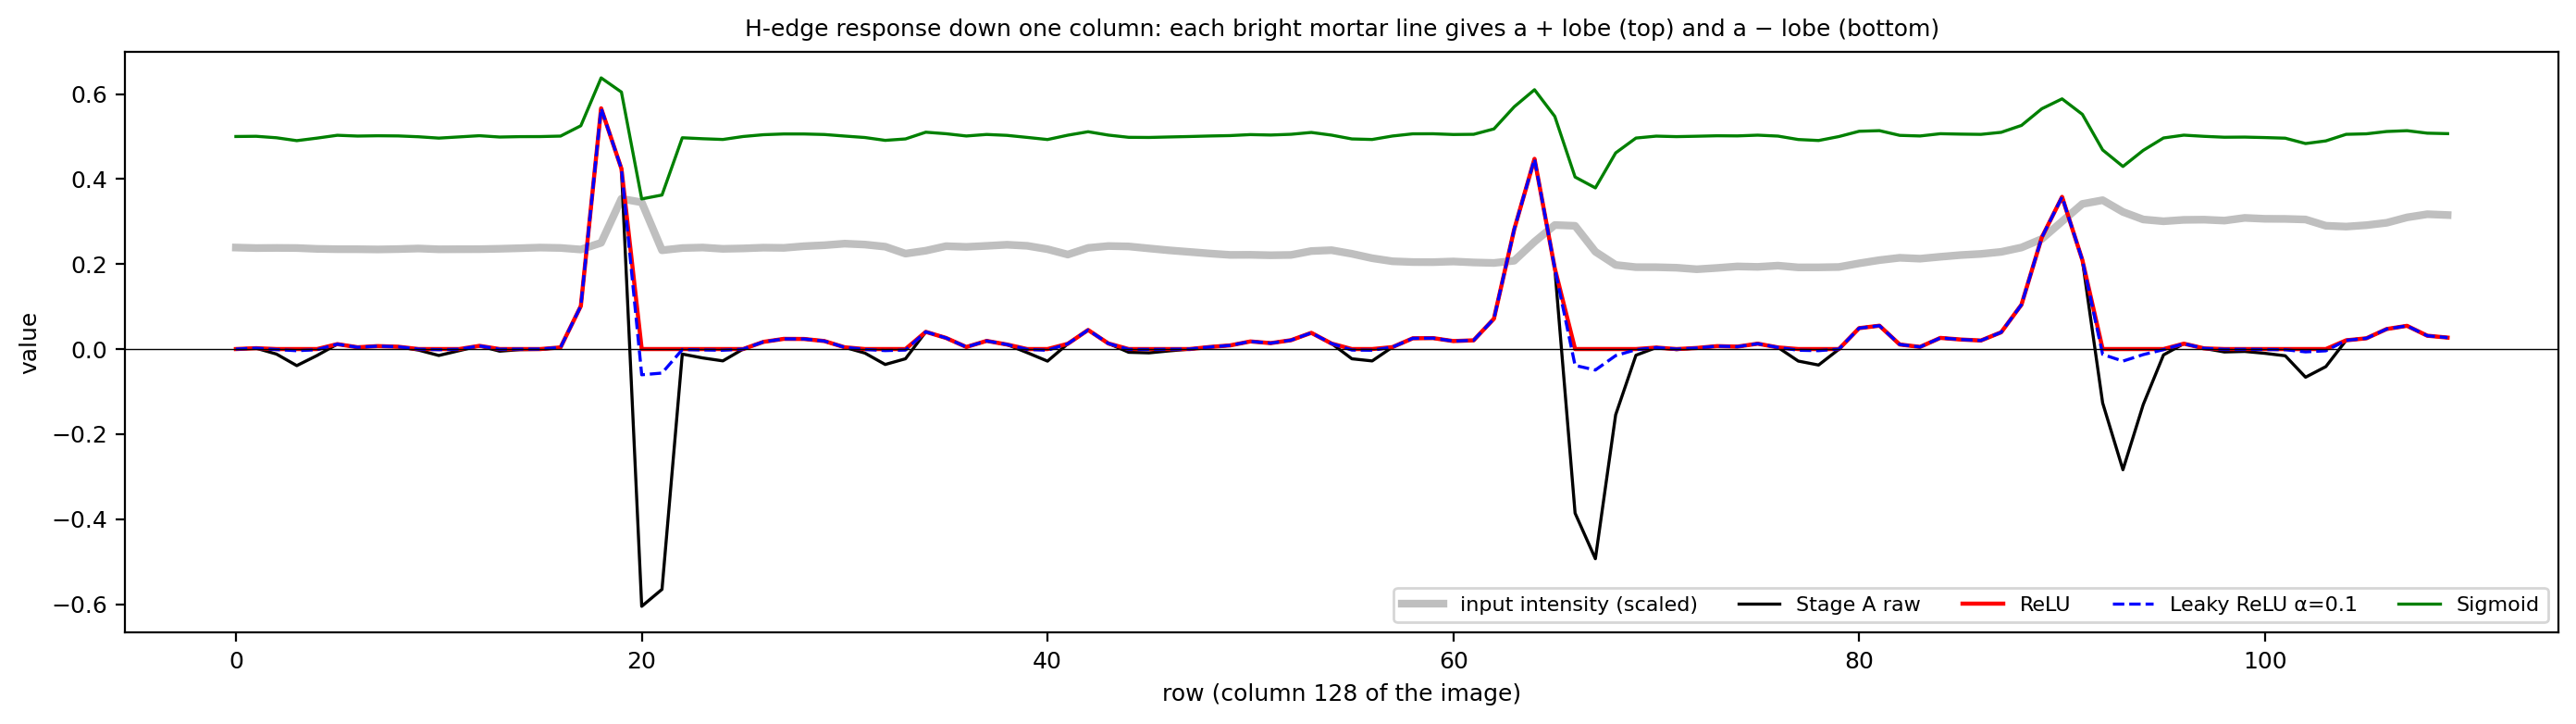 H-edge response down one column: each bright mortar line gives a + lobe (top) and a − lobe (bottom)
value
0.6
0.4
0.2
0.0
−0.2
−0.4
−0.6
input intensity (scaled) Stage A raw ReLU Leaky ReLU α=0.1 Sigmoid
0 20 40 60 80 100
row (column 128 of the image)